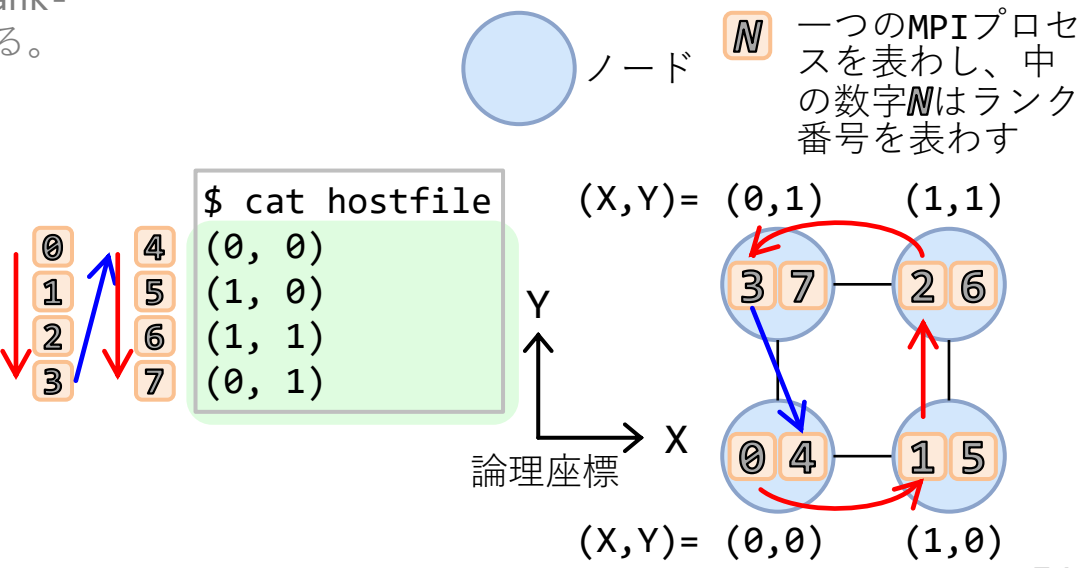 る。
ノード
N 一つのMPIプロセ
スを表わし、中
の数字Nはランク
番号を表わす
$ cat hostfile
0 4 (0, 0)
1 5 (1, 0)
2 6 (1, 1)
3 7 (0, 1)
(X,Y)= (0,1) (1,1)
3 7 2 6
Y
X
論理座標
0 4 1 5
(X,Y)= (0,0) (1,0)